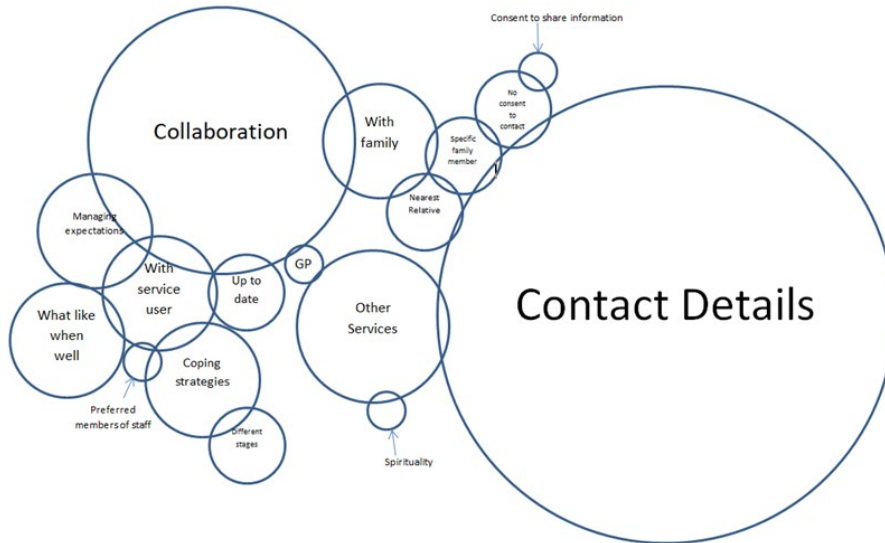 Consent to share information
No
consent
to
contact
Collaboration
With
family
Specific
family
member
Nearest
Relative
Managing
expectations
With
service
user
Up to
date
GP
Other
Services
Contact Details
What like
when
well
Coping
strategies
Preferred
members of staff
Different
stages
Spirituality